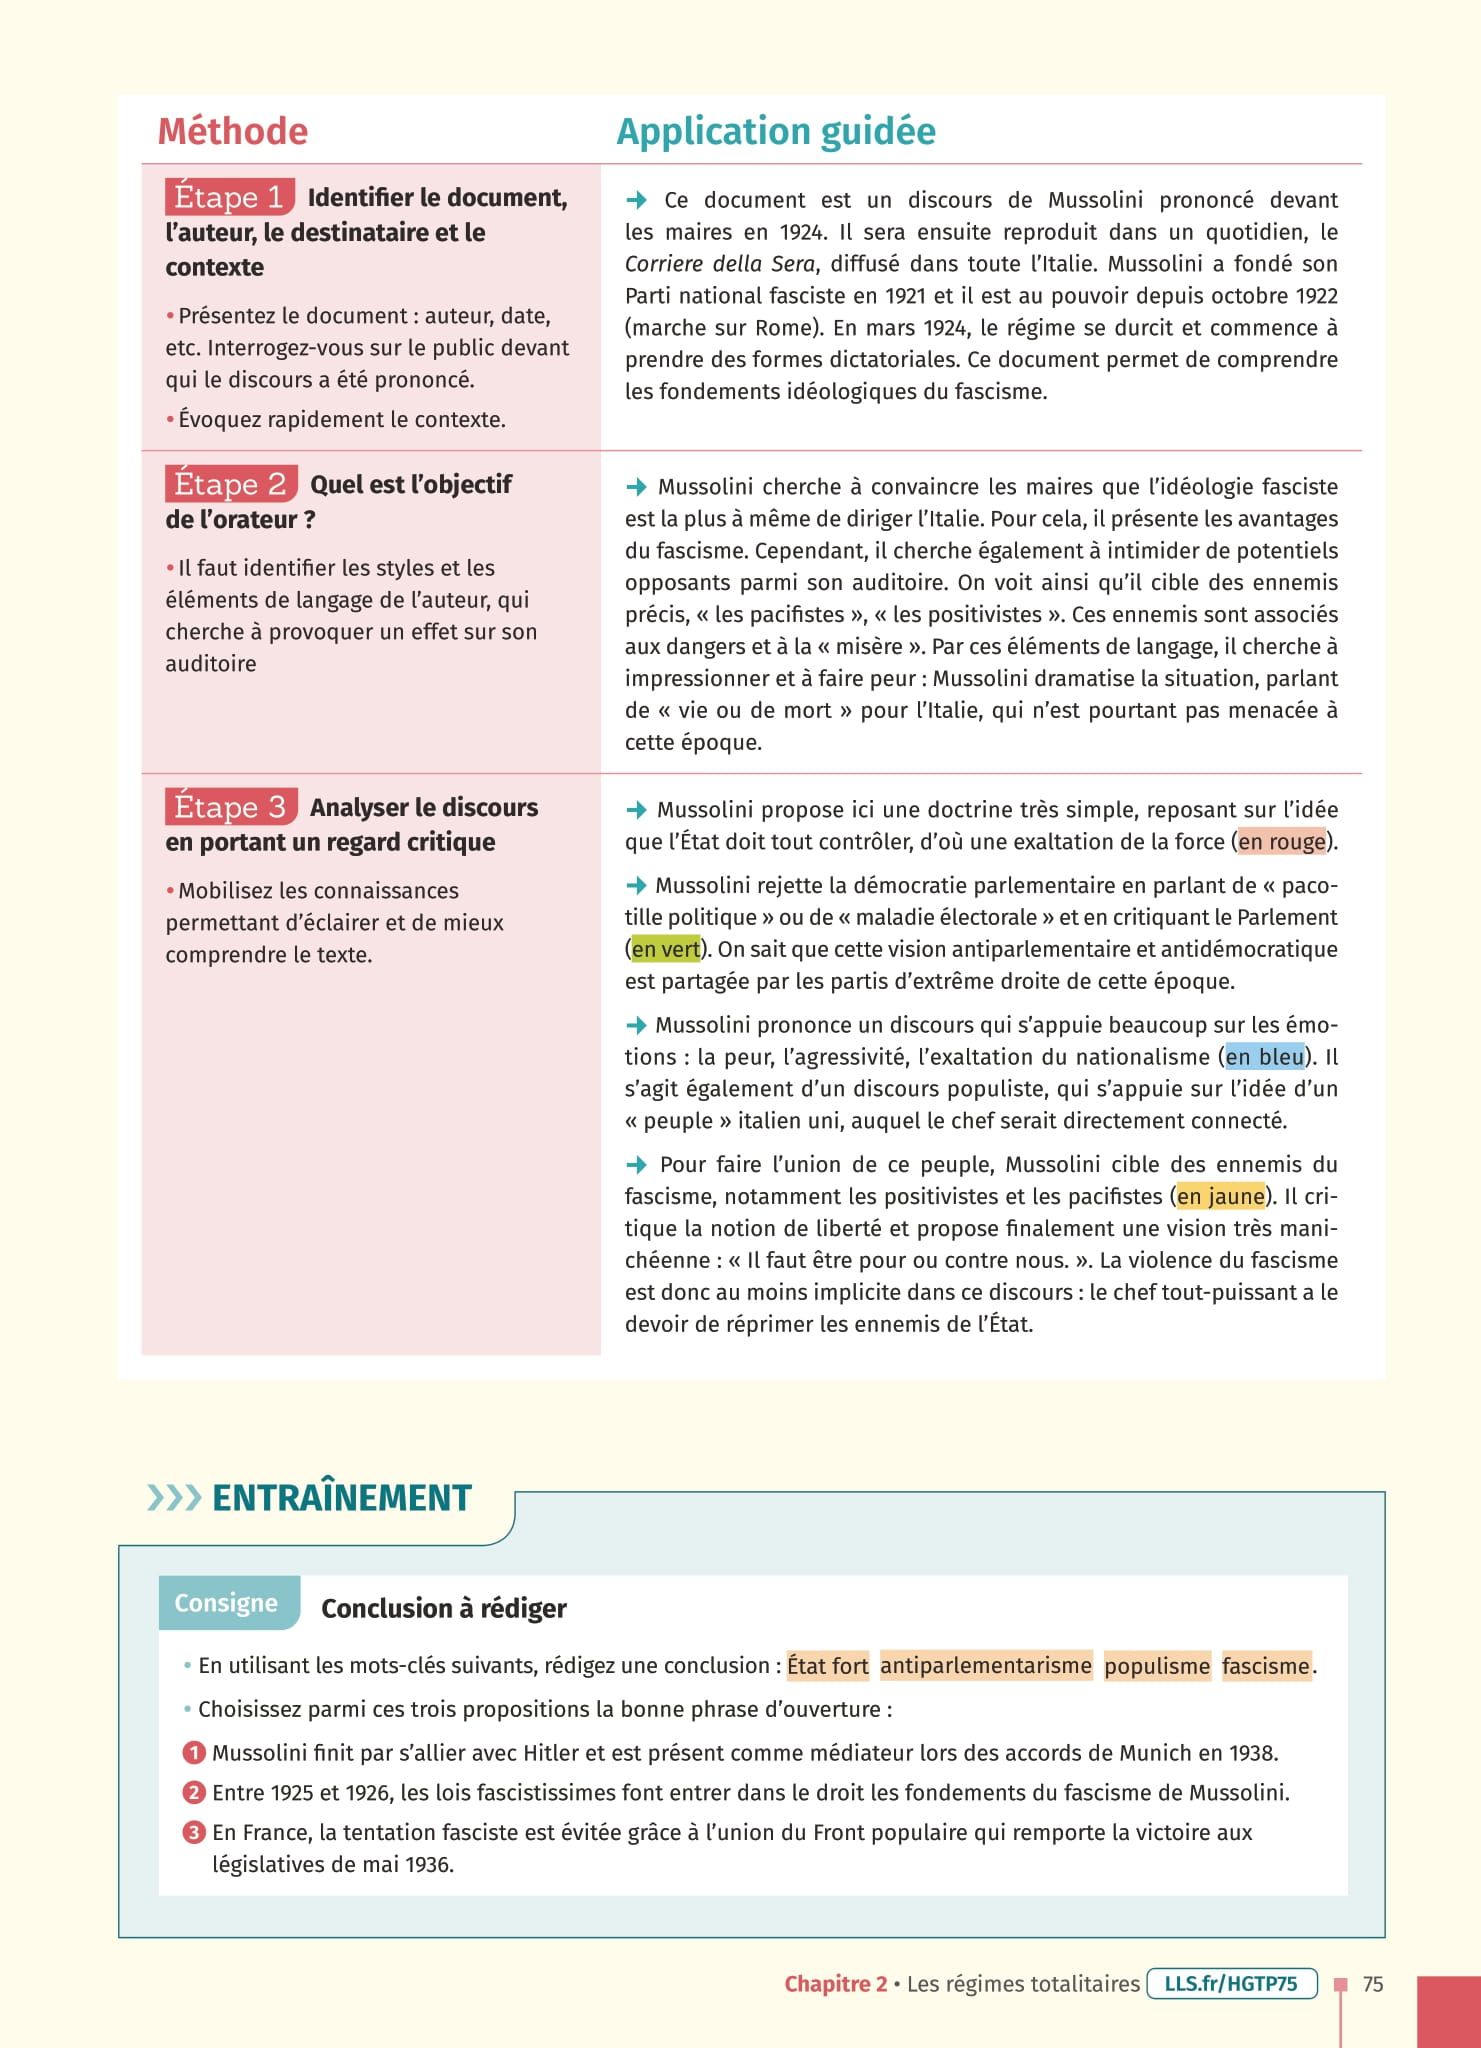 Méthode
Application guidée
Étape 1 Identifier le document,
l'auteur, le destinataire et le
contexte
• Présentez le document : auteur, date,
etc. Interrogez-vous sur le public devant
qui le discours a été prononcé.
• Évoquez rapidement le contexte.
➔ Ce document est un discours de Mussolini prononcé devant
les maires en 1924. Il sera ensuite reproduit dans un quotidien, le
Corriere della Sera, diffusé dans toute l'Italie. Mussolini a fondé son
Parti national fasciste en 1921 et il est au pouvoir depuis octobre 1922
(marche sur Rome). En mars 1924, le régime se durcit et commence à
prendre des formes dictatoriales. Ce document permet de comprendre
les fondements idéologiques du fascisme.
Étape 2 Quel est l'objectif
de l'orateur ?
• Il faut identifier les styles et les
éléments de langage de l'auteur, qui
cherche à provoquer un effet sur son
auditoire
➔ Mussolini cherche à convaincre les maires que l'idéologie fasciste
est la plus à même de diriger l'Italie. Pour cela, il présente les avantages
du fascisme. Cependant, il cherche également à intimider de potentiels
opposants parmi son auditoire. On voit ainsi qu'il cible des ennemis
précis, « les pacifistes », « les positivistes ». Ces ennemis sont associés
aux dangers et à la « misère ». Par ces éléments de langage, il cherche à
impressionner et à faire peur : Mussolini dramatise la situation, parlant
de « vie ou de mort » pour l'Italie, qui n'est pourtant pas menacée à
cette époque.
Étape 3 Analyser le discours
en portant un regard critique
• Mobilisez les connaissances
permettant d'éclairer et de mieux
comprendre le texte.
➔ Mussolini propose ici une doctrine très simple, reposant sur l'idée
que l'État doit tout contrôler, d'où une exaltation de la force (en rouge).
➔ Mussolini rejette la démocratie parlementaire en parlant de « paco-
tille politique » ou de « maladie électorale » et en critiquant le Parlement
(en vert). On sait que cette vision antiparlementaire et antidémocratique
est partagée par les partis d'extrême droite de cette époque.
➔ Mussolini prononce un discours qui s'appuie beaucoup sur les émo-
tions : la peur, l'agressivité, l'exaltation du nationalisme (en bleu). Il
s'agit également d'un discours populiste, qui s'appuie sur l'idée d'un
« peuple » italien uni, auquel le chef serait directement connecté.
➔ Pour faire l'union de ce peuple, Mussolini cible des ennemis du
fascisme, notamment les positivistes et les pacifistes (en jaune). Il cri-
tique la notion de liberté et propose finalement une vision très mani-
chéenne : « Il faut être pour ou contre nous. ». La violence du fascisme
est donc au moins implicite dans ce discours : le chef tout-puissant a le
devoir de réprimer les ennemis de l'État.
ENTRAÎNEMENT
Consigne Conclusion à rédiger
• En utilisant les mots-clés suivants, rédigez une conclusion : État fort antiparlementarisme populisme fascisme.
• Choisissez parmi ces trois propositions la bonne phrase d'ouverture :
1 Mussolini finit par s'allier avec Hitler et est présent comme médiateur lors des accords de Munich en 1938.
2 Entre 1925 et 1926, les lois fascistissimes font entrer dans le droit les fondements du fascisme de Mussolini.
3 En France, la tentation fasciste est évitée grâce à l'union du Front populaire qui remporte la victoire aux
législatives de mai 1936.
Chapitre 2 • Les régimes totalitaires LLS.fr/HGTP75 75